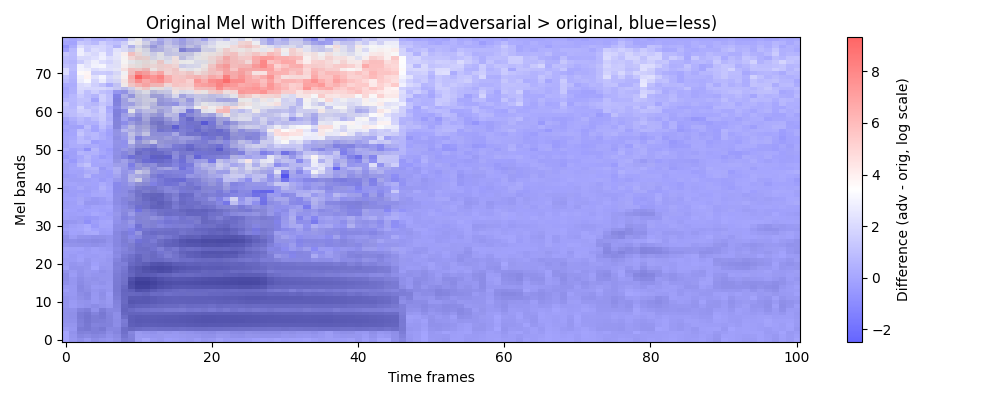 Original Mel with Differences (red=adversarial > original, blue=less)
Mel bands
70
60
50
40
30
20
10
0
0 20 40 60 80 100
Time frames
8
6
4
2
0
−2
Difference (adv - orig, log scale)